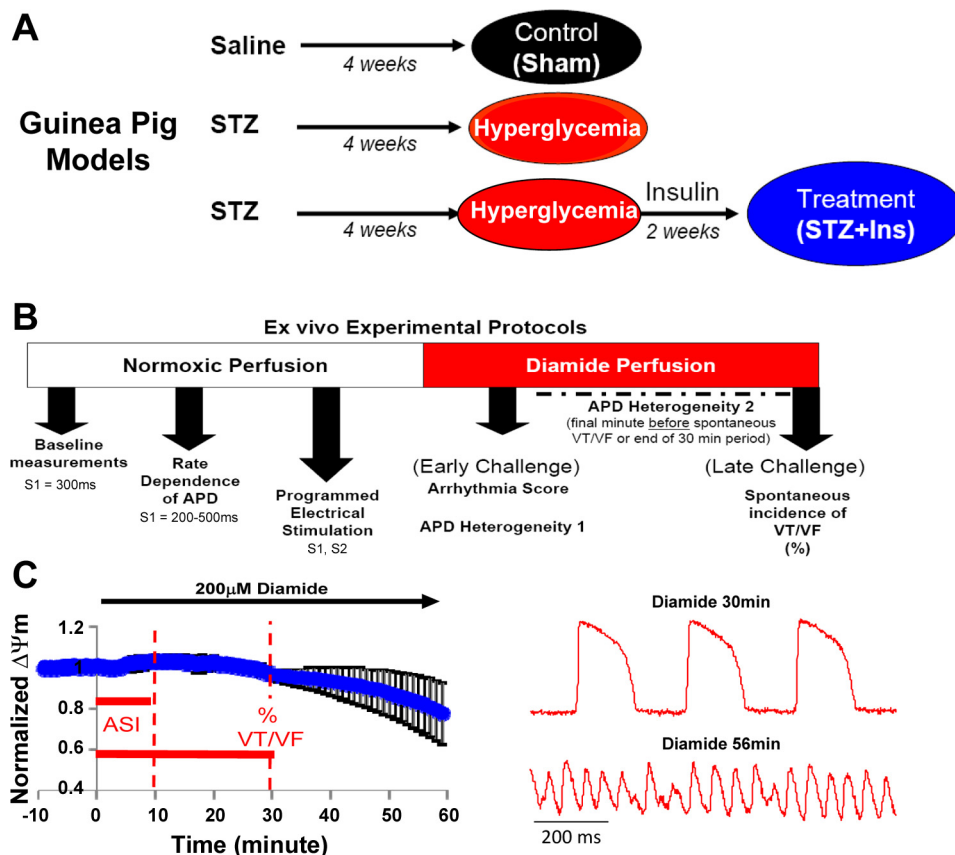 A
Guinea Pig
Models
Saline
4 weeks
Control
(Sham)
STZ
4 weeks
Hyperglycemia
STZ
4 weeks
Hyperglycemia
Insulin
2 weeks
Treatment
(STZ+Ins)
B
Ex vivo Experimental Protocols
Normoxic Perfusion
Diamide Perfusion
Baseline
measurements
S1 = 300ms
Rate
Dependence
of APD
S1 = 200-500ms
Programmed
Electrical
Stimulation
S1, S2
(Early Challenge)
Arrhythmia Score
APD Heterogeneity 1
APD Heterogeneity 2
(final minute before spontaneous
VT/VF or end of 30 min period)
(Late Challenge)
Spontaneous
incidence of
VT/VF
(%)
C
200μM Diamide
Normalized ΔΨm
1.2
1
0.8
0.6
0.4
ASI
%
VT/VF
-10
0
10
20
30
40
50
60
Time (minute)
Diamide 30min
Diamide 56min
200 ms